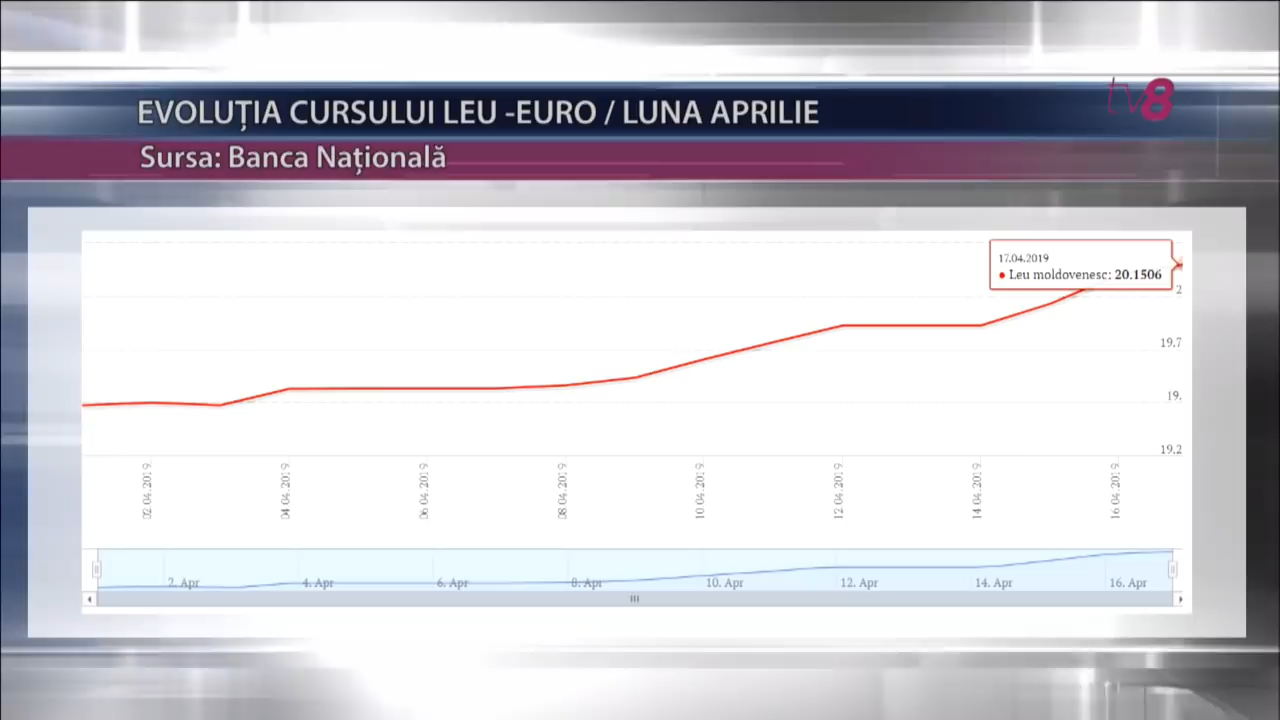 EVOLUȚIA CURSULUI LEU -EURO / LUNA APRILIE
tv8
Sursa: Banca Națională
17.04.2019
Leu moldovenesc: 20.1506
2
19.7
19.
19.2
02.04.2019
04.04.2019
06.04.2019
08.04.2019
10.04.2019
12.04.2019
14.04.2019
16.04.2019
2. Apr
4. Apr
6. Apr
8. Apr
10. Apr
12. Apr
14. Apr
16. Apr